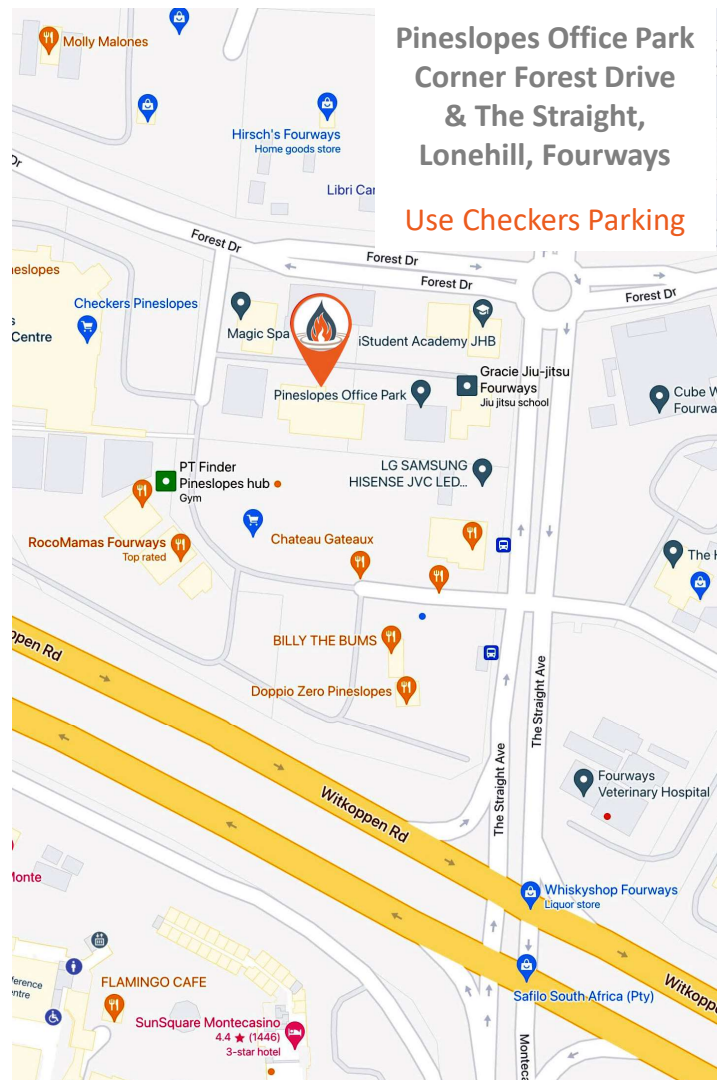 Pineslopes Office Park
Corner Forest Drive
& The Straight,
Lonehill, Fourways
Use Checkers Parking
Molly Malones
Hirsch's Fourways
Home goods store
Libri Car
Dr
Forest Dr
Forest Dr
Forest Dr
Forest Dr
neslopes
Checkers Pineslopes
s
Centre
Magic Spa
iStudent Academy JHB
Gracie Jiu-jitsu
Fourways
Jiu jitsu school
Pineslopes Office Park
Cube W
Fourwa
PT Finder
Pineslopes hub
Gym
LG SAMSUNG
HISENSE JVC LED...
RocoMamas Fourways
Top rated
Chateau Gateaux
The H
BILLY THE BUMS
Doppio Zero Pineslopes
open Rd
The Straight Ave
The Straight Ave
Fourways
Veterinary Hospital
Witkoppen Rd
Monte
Whiskyshop Fourways
Liquor store
Safilo South Africa (Pty)
Witkoppe
ference
entre
FLAMINGO CAFE
SunSquare Montecasino
4.4 ★ (1446)
3-star hotel
Monteca